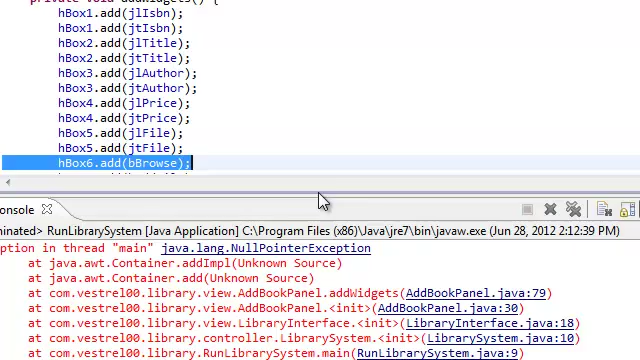 private void addWidgets() {
hBox1.add(jlIsbn);
hBox1.add(jtIsbn);
hBox2.add(jlTitle);
hBox2.add(jtTitle);
hBox3.add(jlAuthor);
hBox3.add(jtAuthor);
hBox4.add(jlPrice);
hBox4.add(jtPrice);
hBox5.add(jlFile);
hBox5.add(jtFile);
hBox6.add(bBrowse);
onsole
minated> RunLibrarySystem [Java Application] C:\Program Files (x86)\Java\jre7\bin\javaw.exe (Jun 28, 2012 2:12:39 PM)
eption in thread "main" java.lang.NullPointerException
at java.awt.Container.addImpl(Unknown Source)
at java.awt.Container.add(Unknown Source)
at com.vestrel00.library.view.AddBookPanel.addWidgets(AddBookPanel.java:79)
at com.vestrel00.library.view.AddBookPanel.<init>(AddBookPanel.java:30)
at com.vestrel00.library.view.LibraryInterface.<init>(LibraryInterface.java:18)
at com.vestrel00.library.controller.LibrarySystem.<init>(LibrarySystem.java:10)
at com.vestrel00.library.RunLibrarySystem.main(RunLibrarySystem.java:9)